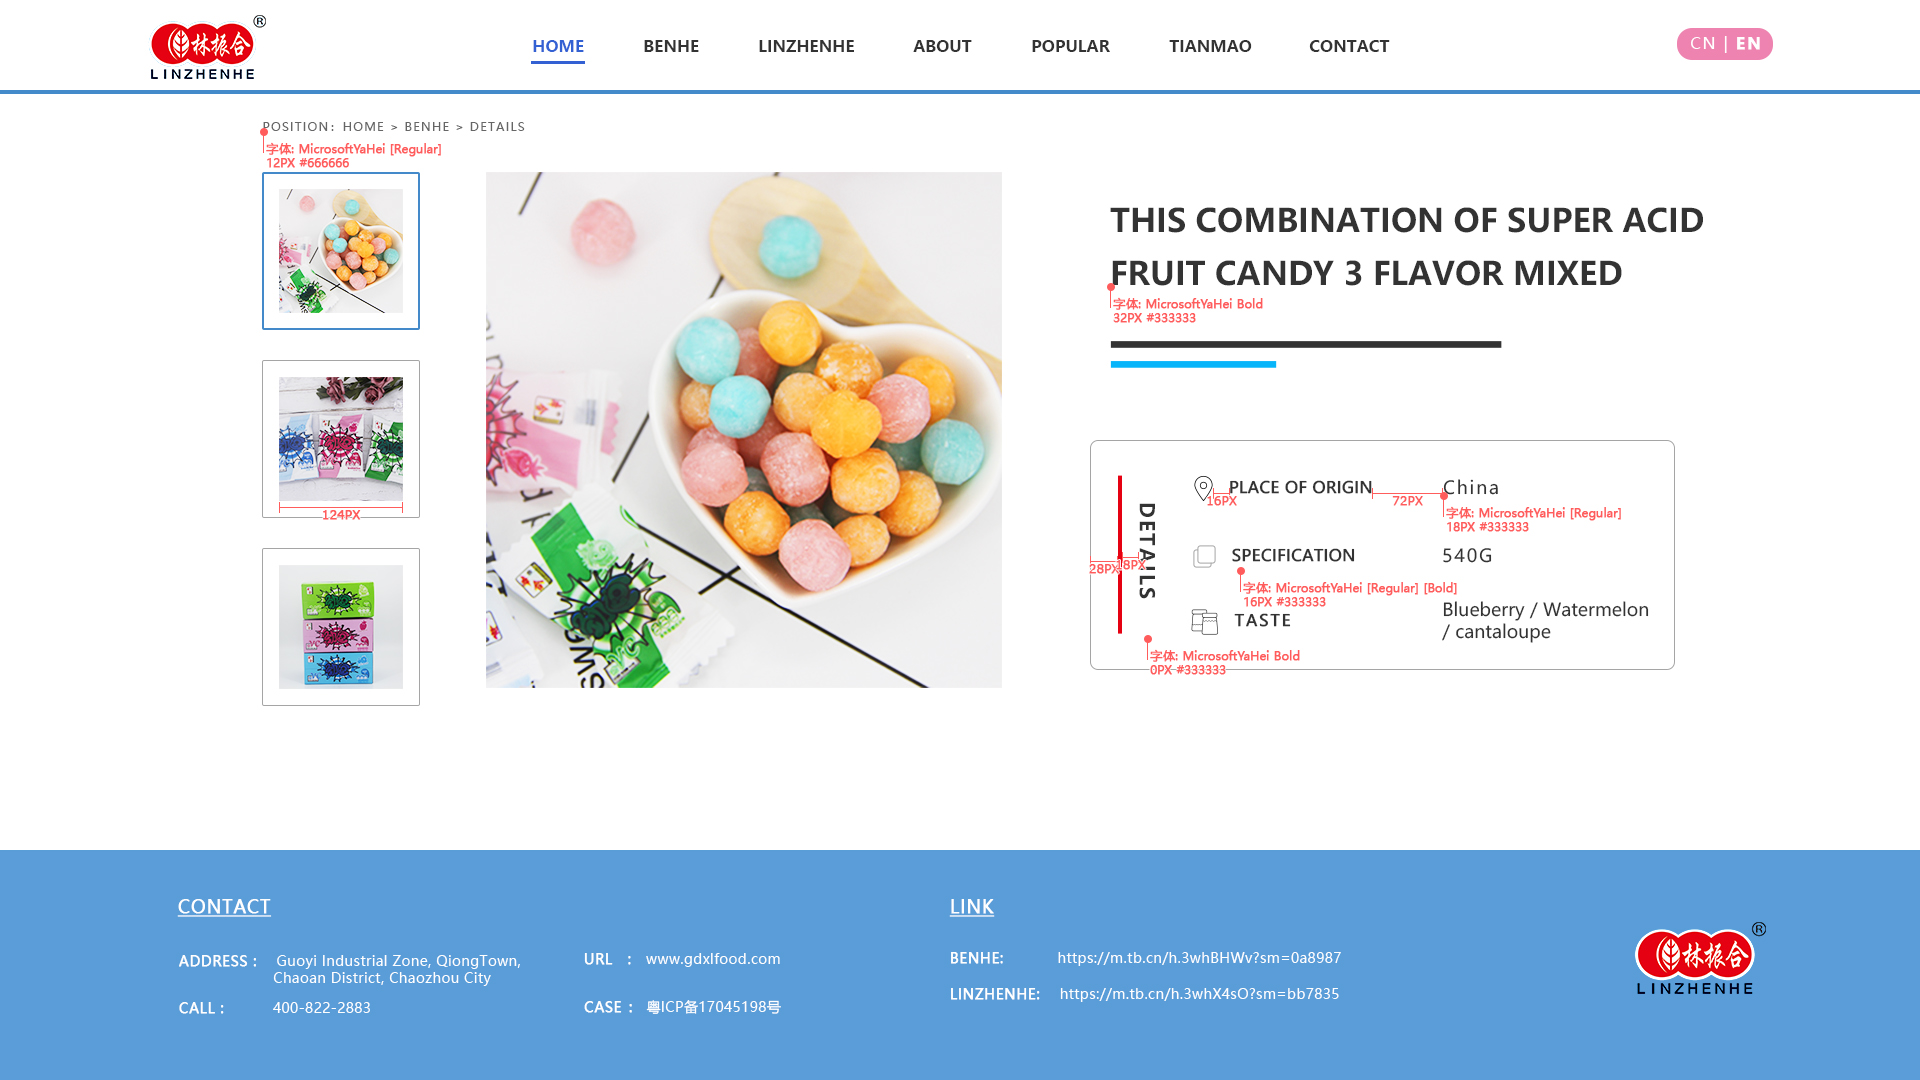 林振合®
LINZHENHE
HOME
BENHE
LINZHENHE
ABOUT
POPULAR
TIANMAO
CONTACT
CN | EN
POSITION: HOME > BENHE > DETAILS
字体: MicrosoftYaHei [Regular]
12PX #666666
124PX
THIS COMBINATION OF SUPER ACID
FRUIT CANDY 3 FLAVOR MIXED
字体: MicrosoftYaHei Bold
32PX #333333
DETAILS
28PX
18PX
PLACE OF ORIGIN
16PX
72PX
China
字体: MicrosoftYaHei [Regular]
18PX #333333
SPECIFICATION
540G
字体: MicrosoftYaHei [Regular] [Bold]
16PX #333333
TASTE
Blueberry / Watermelon
/ cantaloupe
字体: MicrosoftYaHei Bold
0PX #333333
CONTACT
ADDRESS : Guoyi Industrial Zone, QiongTown,
Chaoan District, Chaozhou City
CALL : 400-822-2883
URL : www.gdxlfood.com
CASE : 粤ICP备17045198号
LINK
BENHE: https://m.tb.cn/h.3whBHWv?sm=0a8987
LINZHENHE: https://m.tb.cn/h.3whX4sO?sm=bb7835
林振合®
LINZHENHE